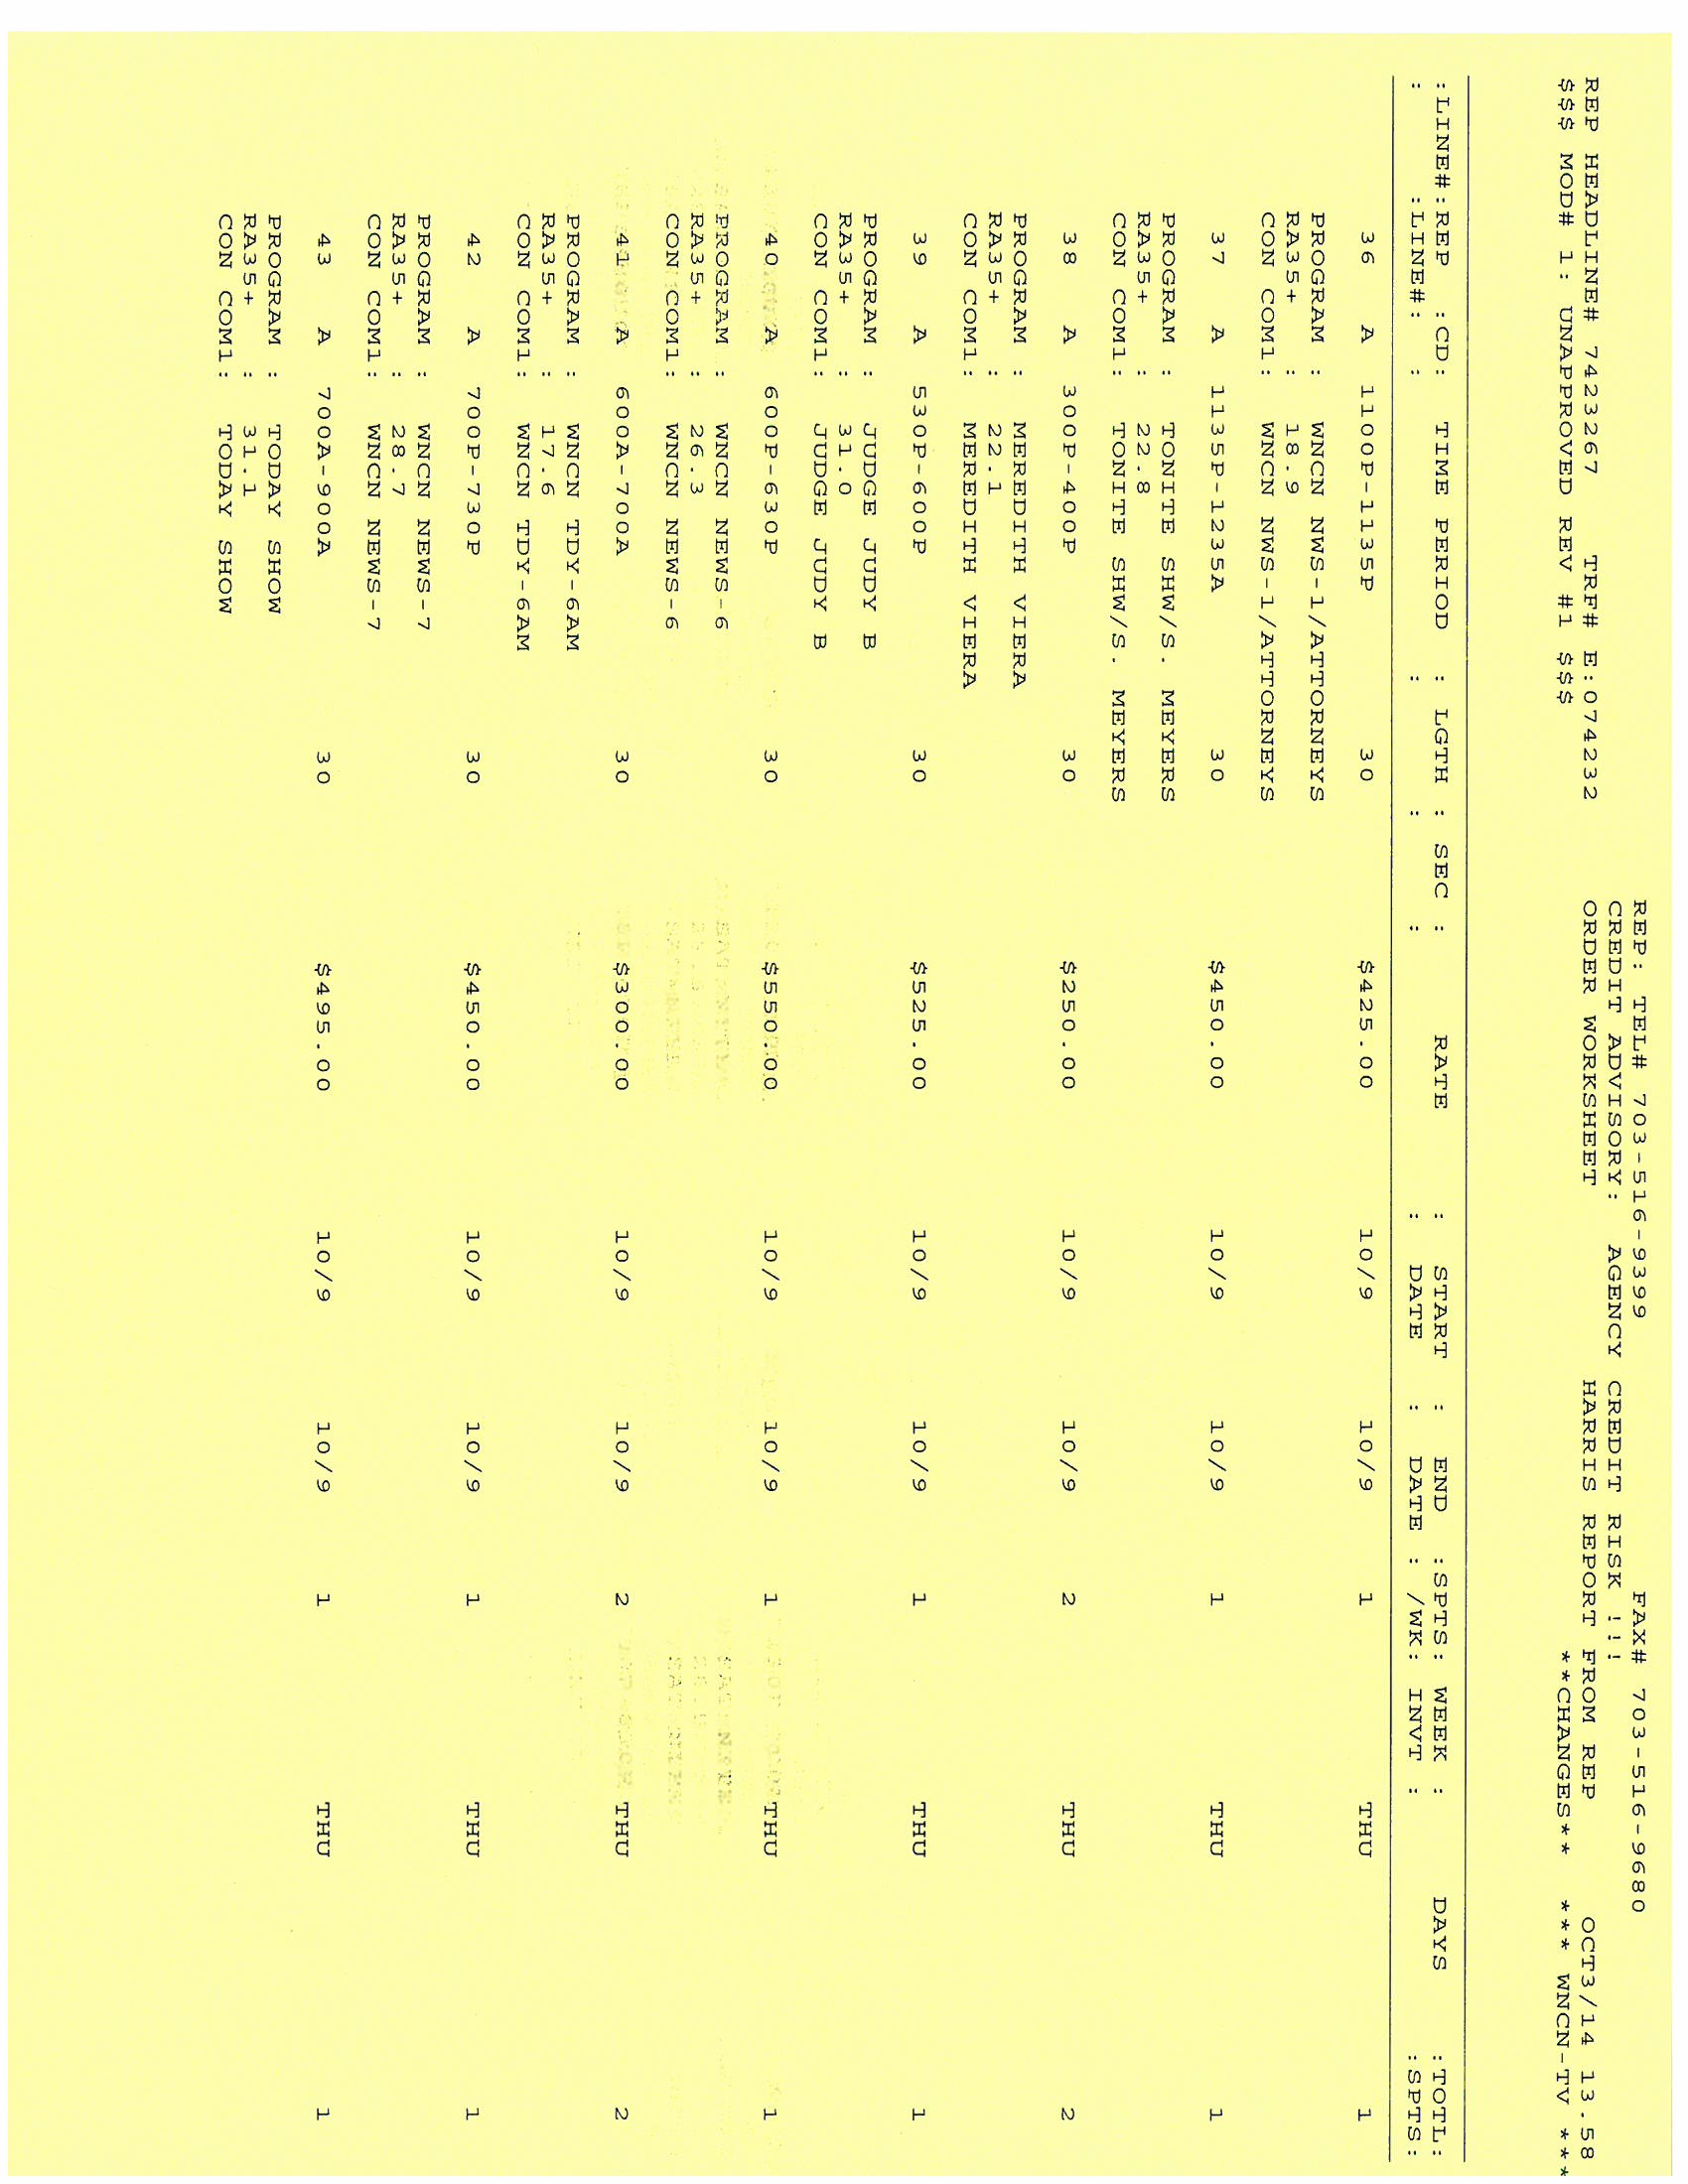 REP: TEL# 703-516-9399 FAX# 703-516-9680
CREDIT ADVISORY: AGENCY CREDIT RISK !!!
REP HEADLINE# 7423267 TRF# E:074232 ORDER WORKSHEET HARRIS REPORT FROM REP OCT3/14 13.58
$$$ MOD# 1: UNAPPROVED REV #1 $$$ **CHANGES** *** WNCN-TV ***
:LINE#:REP :CD: TIME PERIOD : LGTH : SEC : RATE : START : END :SPTS: WEEK : DAYS :TOTL:
: :LINE#: : : : : : DATE : DATE : /WK: INVT : :SPTS:
36 A 1100P-1135P 30 $425.00 10/9 10/9 1 THU 1
PROGRAM : WNCN NWS-1/ATTORNEYS
RA35+ : 18.9
CON COM1: WNCN NWS-1/ATTORNEYS
37 A 1135P-1235A 30 $450.00 10/9 10/9 1 THU 1
PROGRAM : TONITE SHW/S. MEYERS
RA35+ : 22.8
CON COM1: TONITE SHW/S. MEYERS
38 A 300P-400P 30 $250.00 10/9 10/9 2 THU 2
PROGRAM : MEREDITH VIERA
RA35+ : 22.1
CON COM1: MEREDITH VIERA
39 A 530P-600P 30 $525.00 10/9 10/9 1 THU 1
PROGRAM : JUDGE JUDY B
RA35+ : 31.0
CON COM1: JUDGE JUDY B
40 A 600P-630P 30 $550.00 10/9 10/9 1 THU 1
PROGRAM : WNCN NEWS-6
RA35+ : 26.3
CON COM1: WNCN NEWS-6
41 A 600A-700A 30 $300.00 10/9 10/9 2 THU 2
PROGRAM : WNCN TDY-6AM
RA35+ : 17.6
CON COM1: WNCN TDY-6AM
42 A 700P-730P 30 $450.00 10/9 10/9 1 THU 1
PROGRAM : WNCN NEWS-7
RA35+ : 28.7
CON COM1: WNCN NEWS-7
43 A 700A-900A 30 $495.00 10/9 10/9 1 THU 1
PROGRAM : TODAY SHOW
RA35+ : 31.1
CON COM1: TODAY SHOW